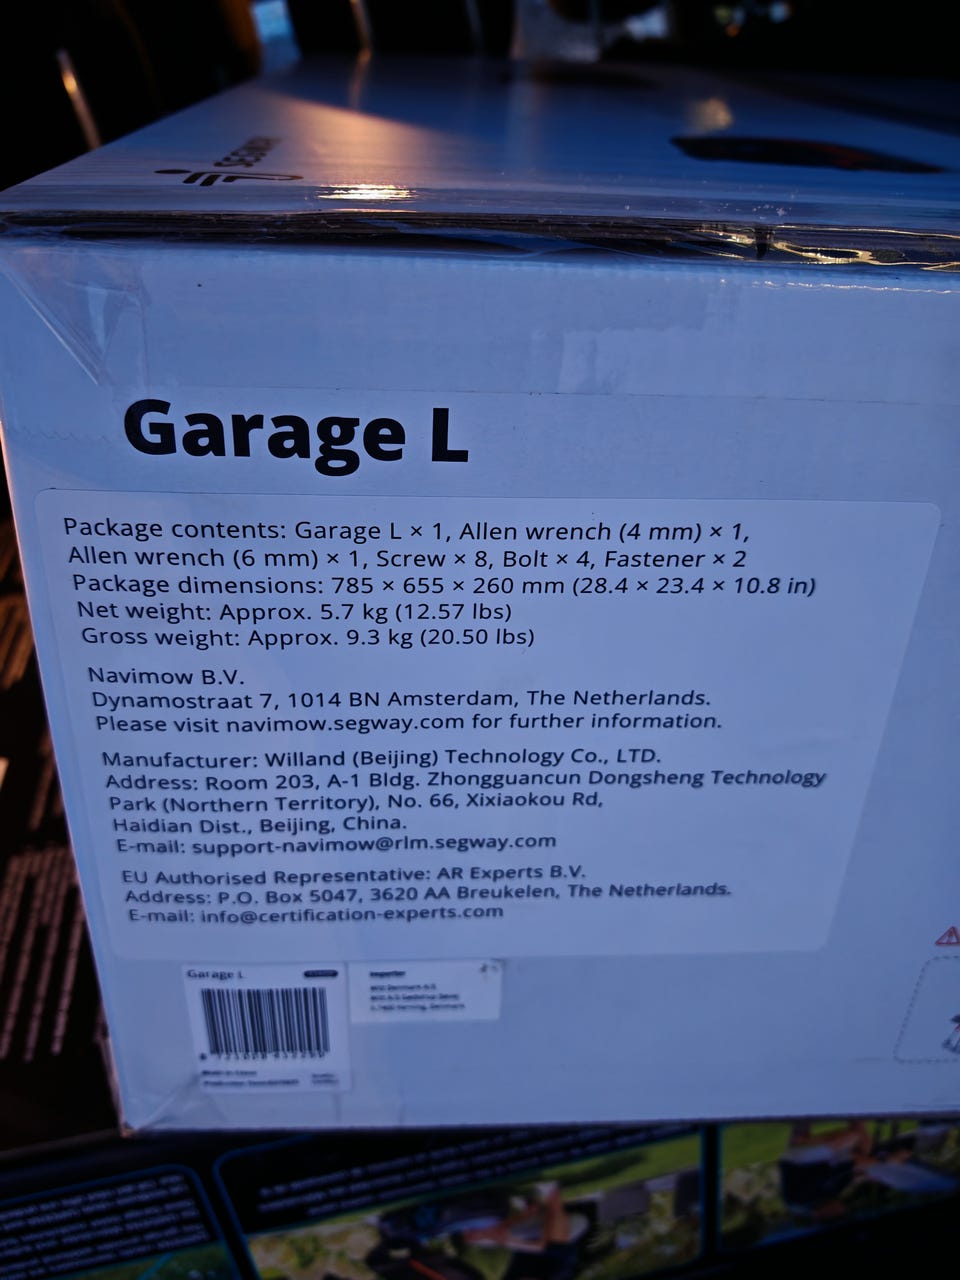 SEGWAY
Garage L
Package contents: Garage L × 1, Allen wrench (4 mm) × 1,
Allen wrench (6 mm) × 1, Screw × 8, Bolt × 4, Fastener × 2
Package dimensions: 785 × 655 × 260 mm (28.4 × 23.4 × 10.8 in)
Net weight: Approx. 5.7 kg (12.57 lbs)
Gross weight: Approx. 9.3 kg (20.50 lbs)
Navimow B.V.
Dynamostraat 7, 1014 BN Amsterdam, The Netherlands.
Please visit navimow.segway.com for further information.
Manufacturer: Willand (Beijing) Technology Co., LTD.
Address: Room 203, A-1 Bldg. Zhongguancun Dongsheng Technology
Park (Northern Territory), No. 66, Xixiaokou Rd,
Haidian Dist., Beijing, China.
E-mail: support-navimow@rlm.segway.com
EU Authorised Representative: AR Experts B.V.
Address: P.O. Box 5047, 3620 AA Breukelen, The Netherlands.
E-mail: info@certification-experts.com
Garage L
Importer